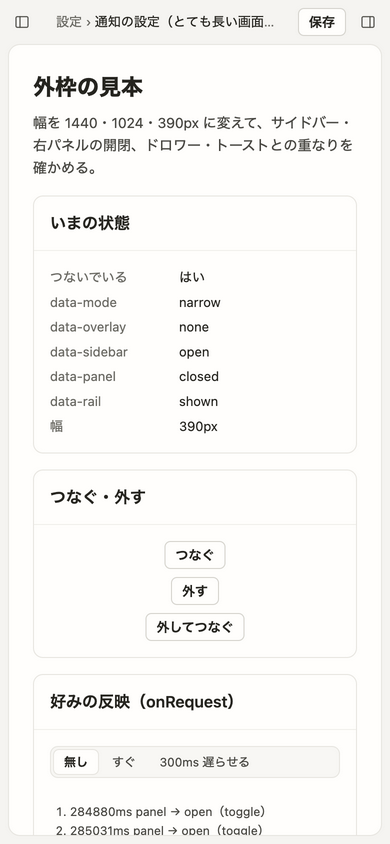 設定 › 通知の設定（とても長い画面... 保存
外枠の見本
幅を 1440・1024・390px に変えて、サイドバー・
右パネルの開閉、ドロワー・トーストとの重なりを
確かめる。
いまの状態
つないでいる はい
data-mode narrow
data-overlay none
data-sidebar open
data-panel closed
data-rail shown
幅 390px
つなぐ・外す
つなぐ
外す
外してつなぐ
好みの反映（onRequest）
無し すぐ 300ms 遅らせる
1. 284880ms panel → open（toggle）
2. 285031ms panel → open（toggle）